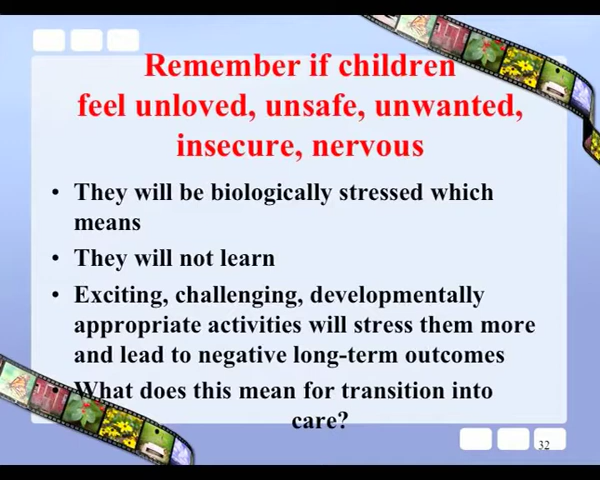 Remember if children
feel unloved, unsafe, unwanted,
insecure, nervous
• They will be biologically stressed which
means
• They will not learn
• Exciting, challenging, developmentally
appropriate activities will stress them more
and lead to negative long-term outcomes
What does this mean for transition into
care?
32